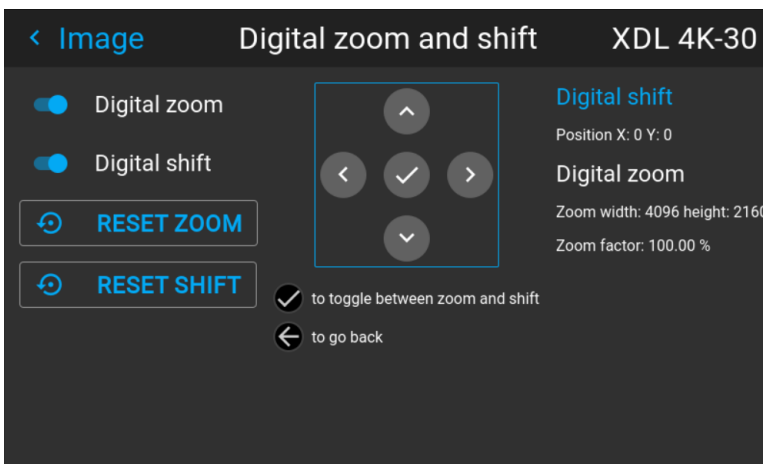 Image
Digital zoom and shift
XDL 4K-30
Digital zoom
Digital shift
RESET ZOOM
RESET SHIFT
to toggle between zoom and shift
to go back
Digital shift
Position X: 0 Y: 0
Digital zoom
Zoom width: 4096 height: 2160
Zoom factor: 100.00 %